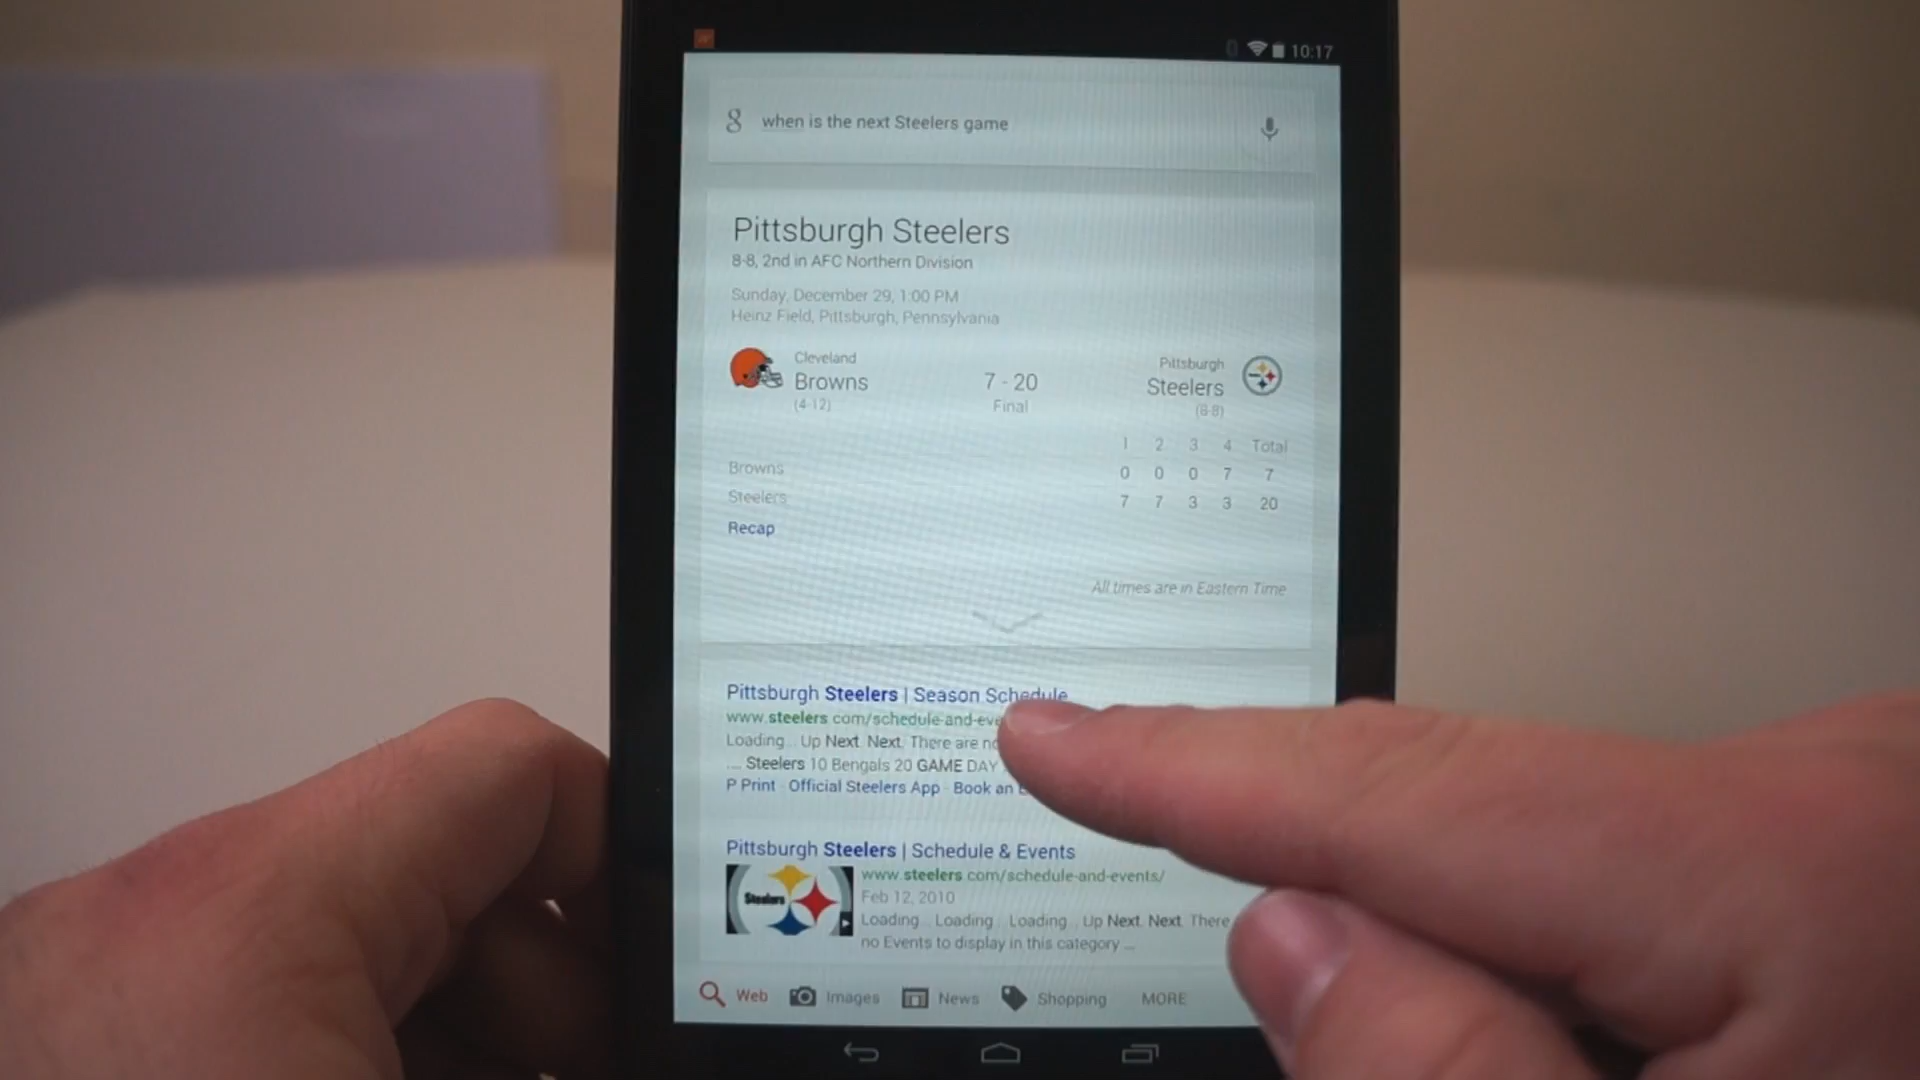 10:17
when is the next Steelers game
Pittsburgh Steelers
8-8, 2nd in AFC Northern Division
Sunday, December 29, 1:00 PM
Heinz Field, Pittsburgh, Pennsylvania
Cleveland
Browns
(4-12)
7 - 20
Final
Pittsburgh
Steelers
(8-8)
1 2 3 4 Total
Browns 0 0 0 7 7
Steelers 7 7 3 3 20
Recap
All times are in Eastern Time
Pittsburgh Steelers | Season Schedule
www.steelers.com/schedule-and-eve
Loading... Up Next. Next. There are no
.... Steelers 10 Bengals 20 GAME DAY
P Print · Official Steelers App · Book an
Pittsburgh Steelers | Schedule & Events
Steelers
www.steelers.com/schedule-and-events/
Feb 12, 2010
Loading... Loading... Loading... Up Next. Next. There
no Events to display in this category ...
Web Images News Shopping MORE